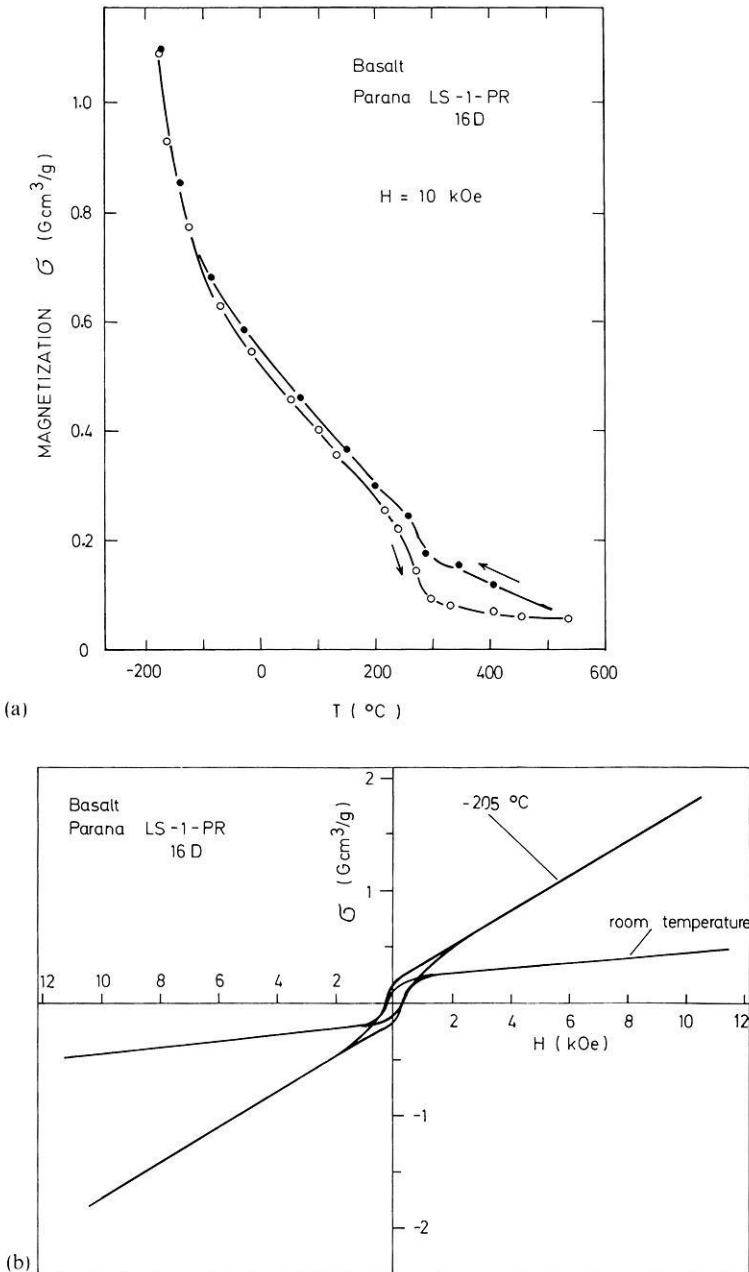 Basalt
Parana LS-1-PR
16D
H = 10 kOe
MAGNETIZATION σ (Gcm³/g)
1.0
0.8
0.6
0.4
0.2
0
-200
0
200
400
600
T (°C)
(a)
Basalt
Parana LS-1-PR
16D
σ (Gcm³/g)
2
-205 °C
1
room temperature
12
10
8
6
4
2
2
4
6
8
10
12
H (kOe)
-1
-2
(b)